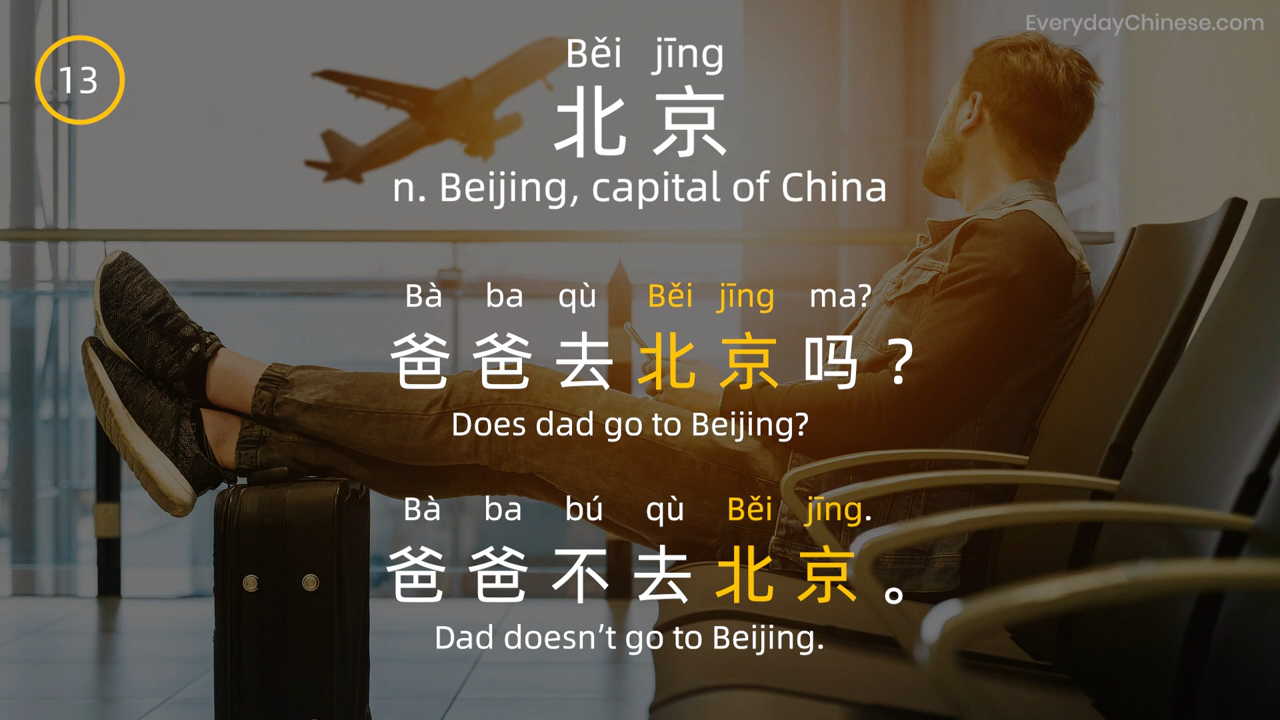 EverydayChinese.com
13
Běi jīng
北京
n. Beijing, capital of China
Bà ba qù Běi jīng ma?
爸爸去北京吗？
Does dad go to Beijing?
Bà ba bú qù Běi jīng.
爸爸不去北京。
Dad doesn’t go to Beijing.